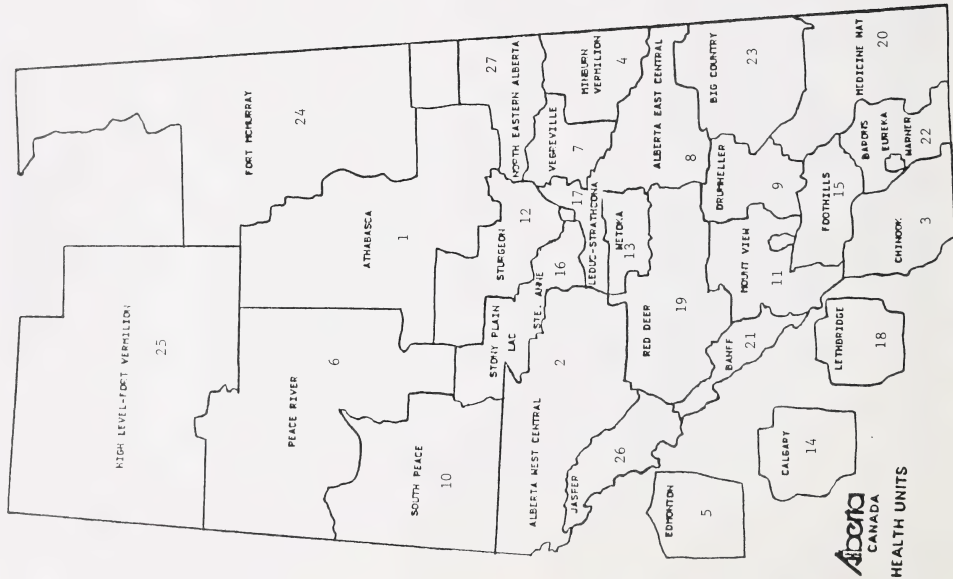 HIGH LEVEL-FORT VERMILION
25
FORT MCMURRAY
24
PEACE RIVER
6
ATHABASCA
1
SOUTH PEACE
10
STURGEON
12
NORTH EASTERN ALBERTA
27
STONY PLAIN
LAC
STE. ANNE
16
VEGREVILLE
7
MINBURN
VERMILION
4
ALBERTA WEST CENTRAL
2
LEDUC-STRATHCONA
17
WETOKA
13
ALBERTA EAST CENTRAL
8
JASPER
26
RED DEER
19
DRUMHELLER
9
BIG COUNTRY
23
BANFF
21
MOUNT VIEW
11
FOOTHILLS
15
MEDICINE HAT
20
BARONS
EUREKA
WARNER
22
CHINOOK
3
EDMONTON
5
CALGARY
14
LETHBRIDGE
18
Alberta
CANADA
HEALTH UNITS